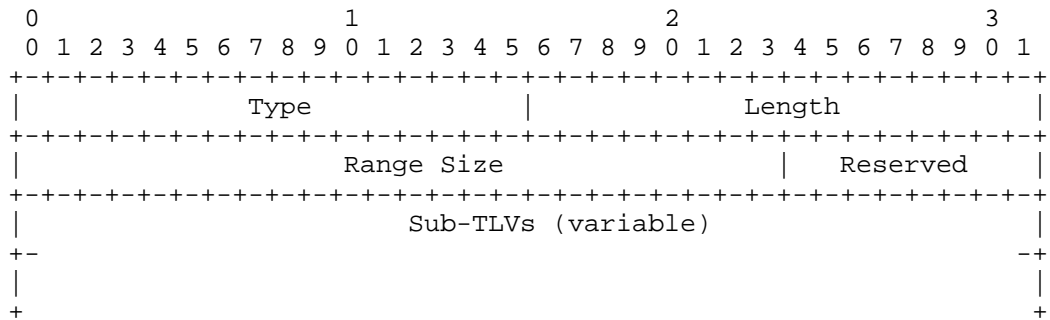 0                   1                   2                   3
 0 1 2 3 4 5 6 7 8 9 0 1 2 3 4 5 6 7 8 9 0 1 2 3 4 5 6 7 8 9 0 1
+-+-+-+-+-+-+-+-+-+-+-+-+-+-+-+-+-+-+-+-+-+-+-+-+-+-+-+-+-+-+-+-+
|              Type             |             Length            |
+-+-+-+-+-+-+-+-+-+-+-+-+-+-+-+-+-+-+-+-+-+-+-+-+-+-+-+-+-+-+-+-+
|                    Range Size                 |   Reserved    |
+-+-+-+-+-+-+-+-+-+-+-+-+-+-+-+-+-+-+-+-+-+-+-+-+-+-+-+-+-+-+-+-+
|                        Sub-TLVs (variable)                    |
+-                                                             -+
|                                                               |
+                                                               +